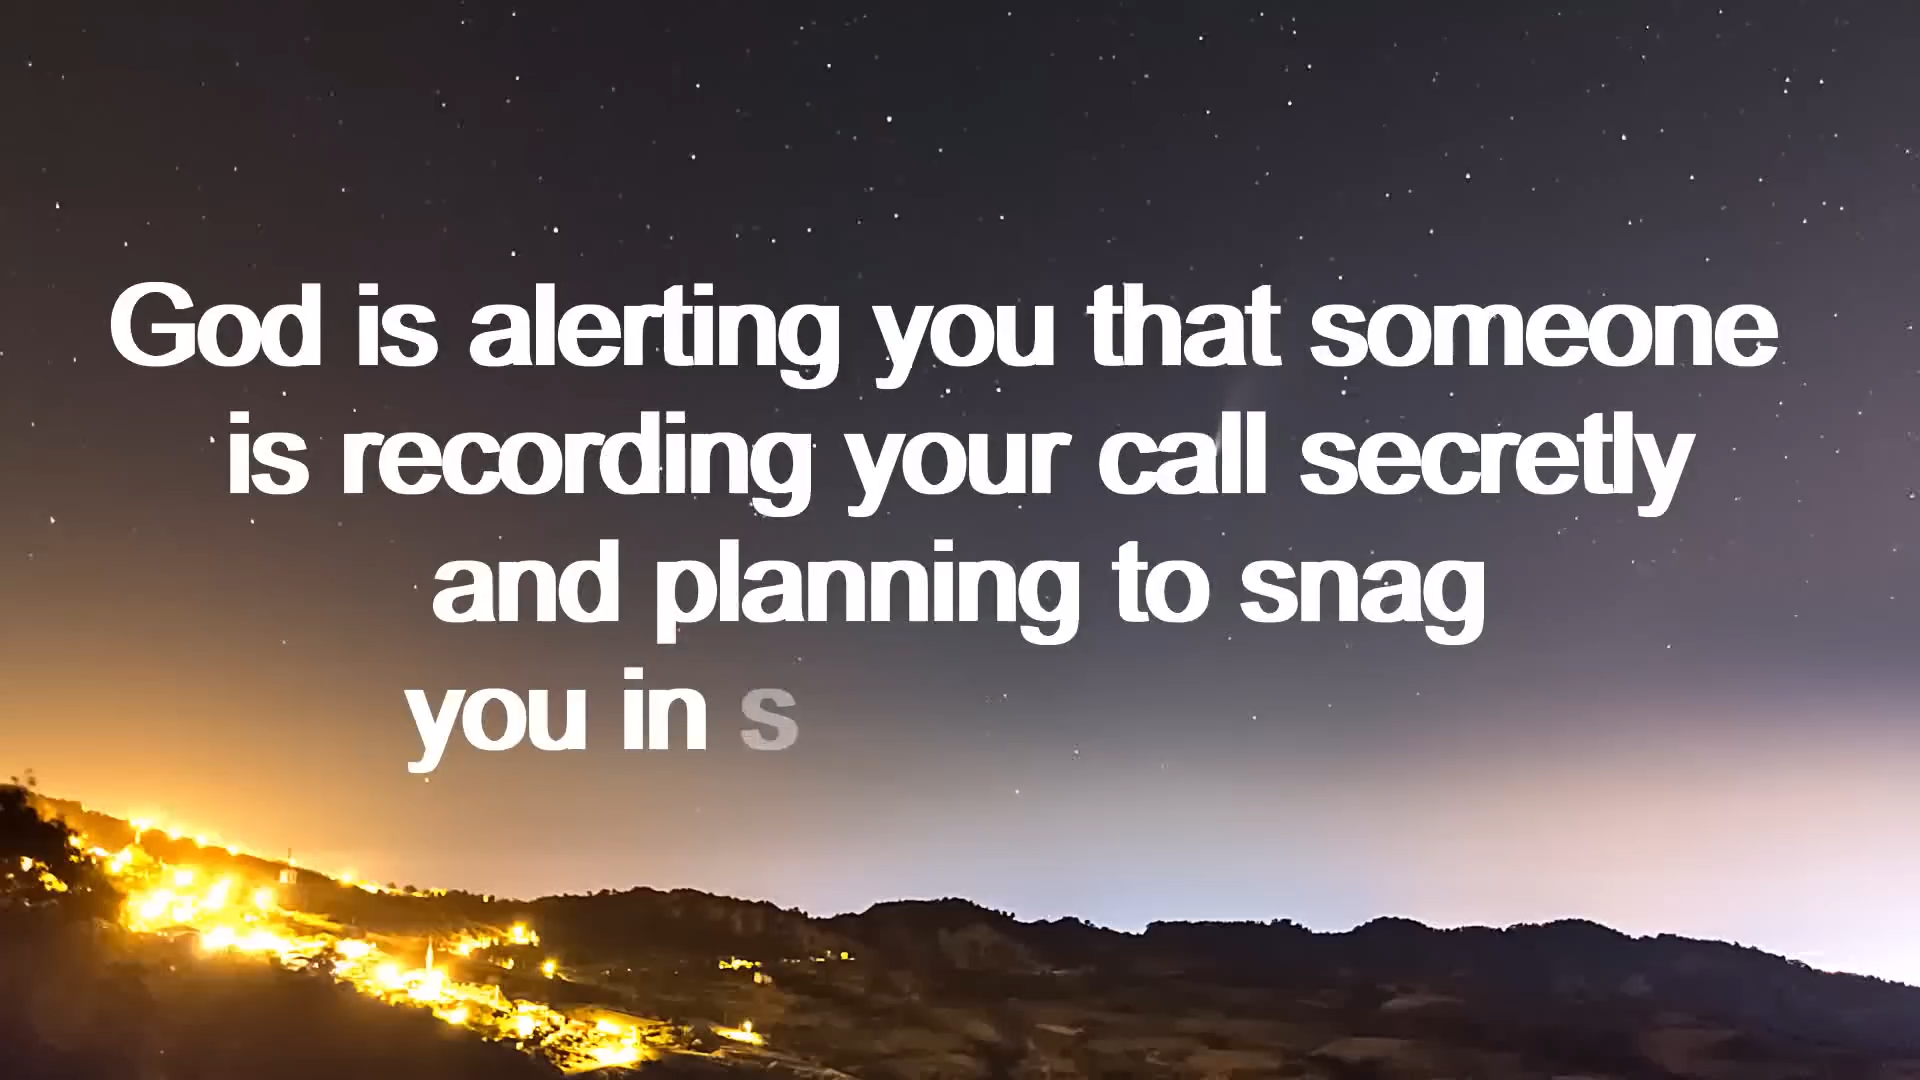 God is alerting you that someone
is recording your call secretly
and planning to snag
you in s